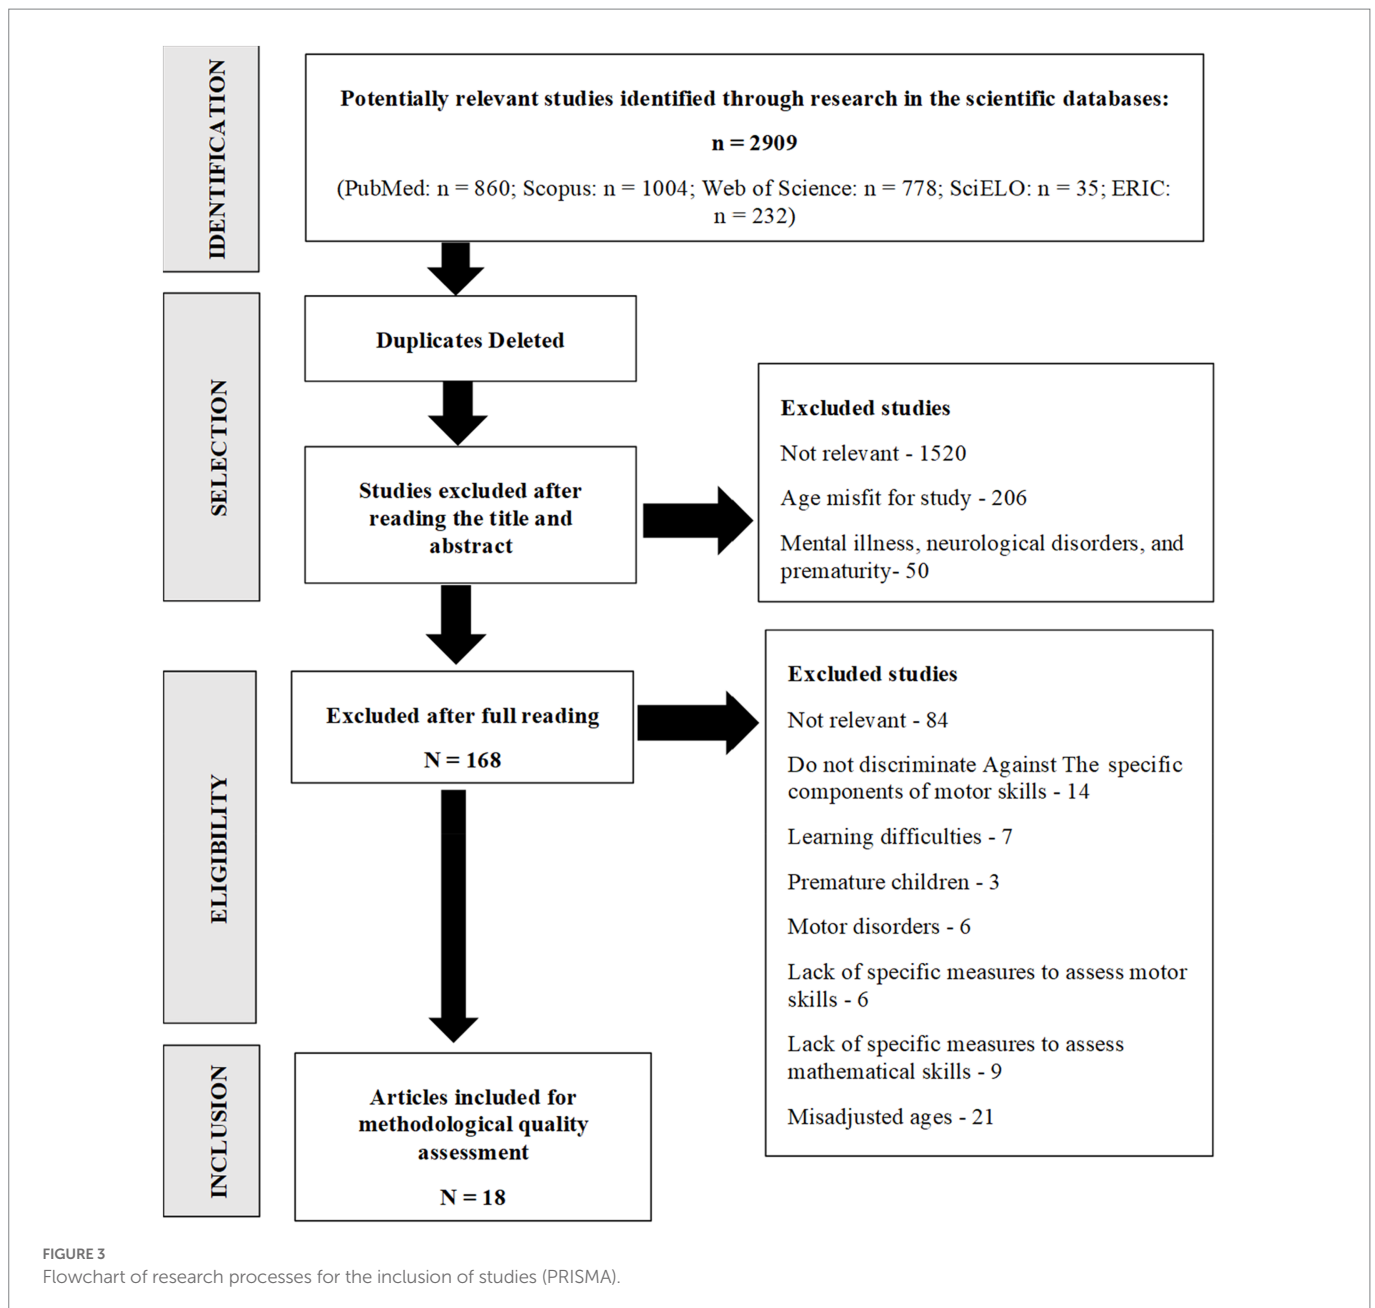 IDENTIFICATION
Potentially relevant studies identified through research in the scientific databases:
n = 2909
(PubMed: n = 860; Scopus: n = 1004; Web of Science: n = 778; SciELO: n = 35; ERIC:
n = 232)
SELECTION
Duplicates Deleted
Studies excluded after
reading the title and
abstract
Excluded studies
Not relevant - 1520
Age misfit for study - 206
Mental illness, neurological disorders, and
prematurity- 50
ELIGIBILITY
Excluded after full reading
N = 168
Excluded studies
Not relevant - 84
Do not discriminate Against The specific
components of motor skills - 14
Learning difficulties - 7
Premature children - 3
Motor disorders - 6
Lack of specific measures to assess motor
skills - 6
Lack of specific measures to assess
mathematical skills - 9
Misadjusted ages - 21
INCLUSION
Articles included for
methodological quality
assessment
N = 18
FIGURE 3
Flowchart of research processes for the inclusion of studies (PRISMA).